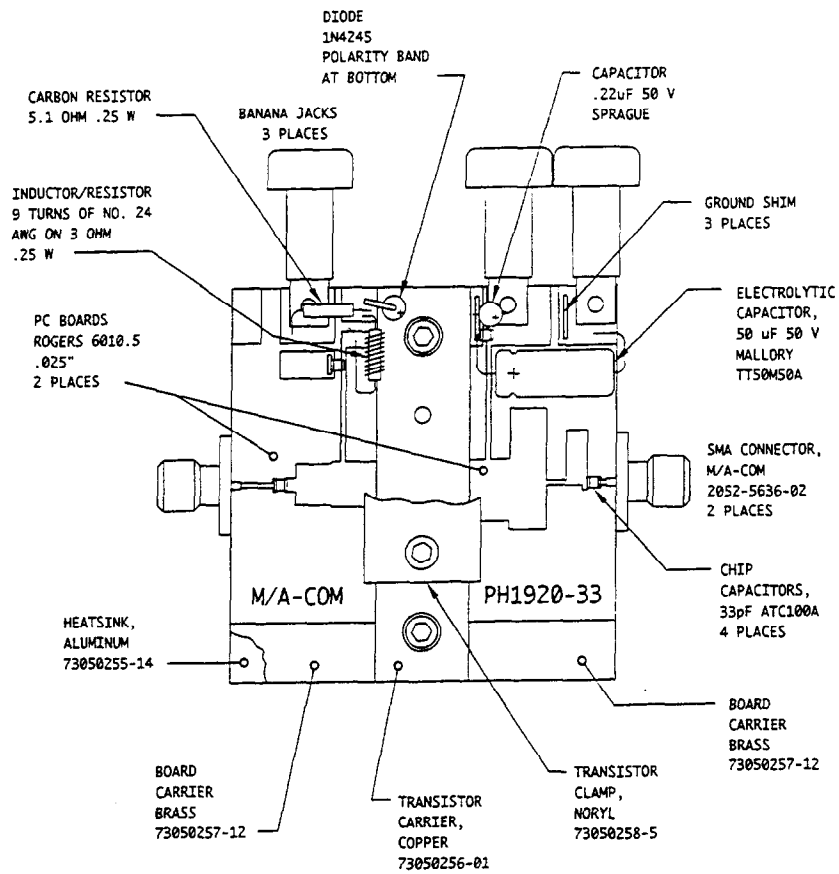 DIODE
1N4245
POLARITY BAND
AT BOTTOM
CAPACITOR
.22uF 50 V
SPRAGUE
CARBON RESISTOR
5.1 OHM .25 W
BANANA JACKS
3 PLACES
INDUCTOR/RESISTOR
9 TURNS OF NO. 24
AWG ON 3 OHM
.25 W
GROUND SHIM
3 PLACES
PC BOARDS
ROGERS 6010.5
.025"
2 PLACES
ELECTROLYTIC
CAPACITOR,
50 uF 50 V
MALLORY
TT50M50A
+
SMA CONNECTOR,
M/A-COM
2052-5636-02
2 PLACES
CHIP
CAPACITORS,
33pF ATC100A
4 PLACES
M/A-COM
PH1920-33
HEATSINK,
ALUMINUM
73050255-14
BOARD
CARRIER
BRASS
73050257-12
BOARD
CARRIER
BRASS
73050257-12
TRANSISTOR
CARRIER,
COPPER
73050256-01
TRANSISTOR
CLAMP,
NORYL
73050258-5